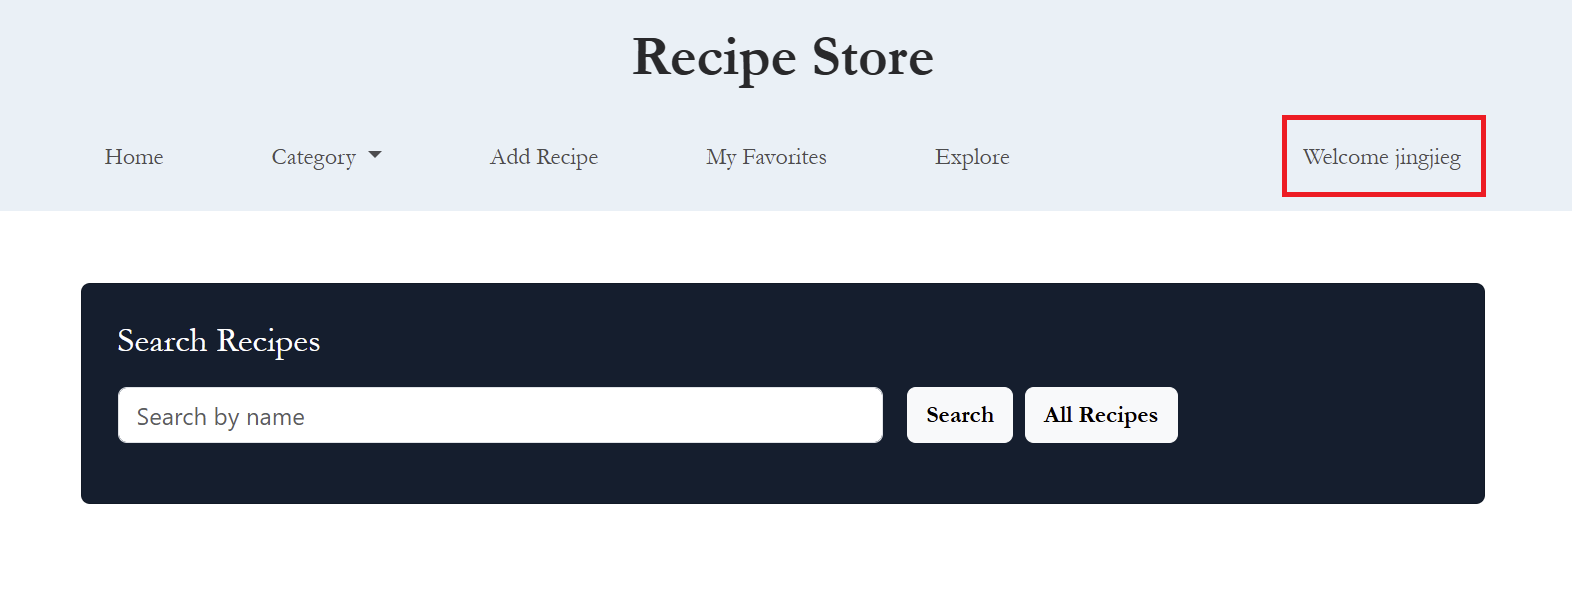 Recipe Store
Home Category Add Recipe My Favorites Explore Welcome jingjieg
Search Recipes
Search by name Search All Recipes